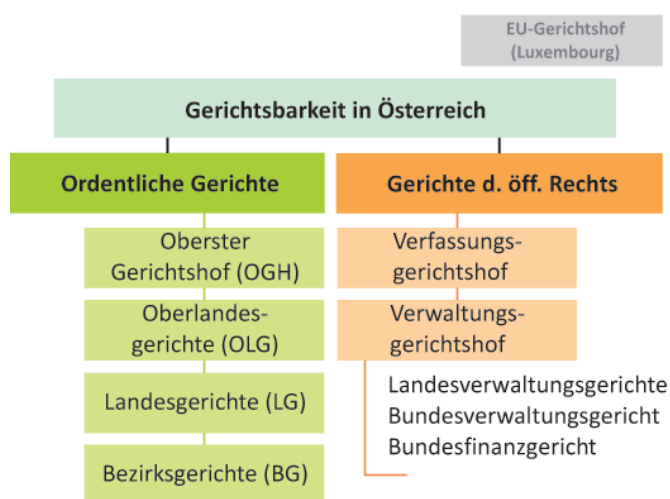 EU-Gerichtshof
(Luxembourg)
Gerichtsbarkeit in Österreich
Ordentliche Gerichte
Oberster
Gerichtshof (OGH)
Oberlandes-
gerichte (OLG)
Landesgerichte (LG)
Bezirksgerichte (BG)
Gerichte d. öff. Rechts
Verfassungs-
gerichtshof
Verwaltungs-
gerichtshof
Landesverwaltungsgerichte
Bundesverwaltungsgericht
Bundesfinanzgericht